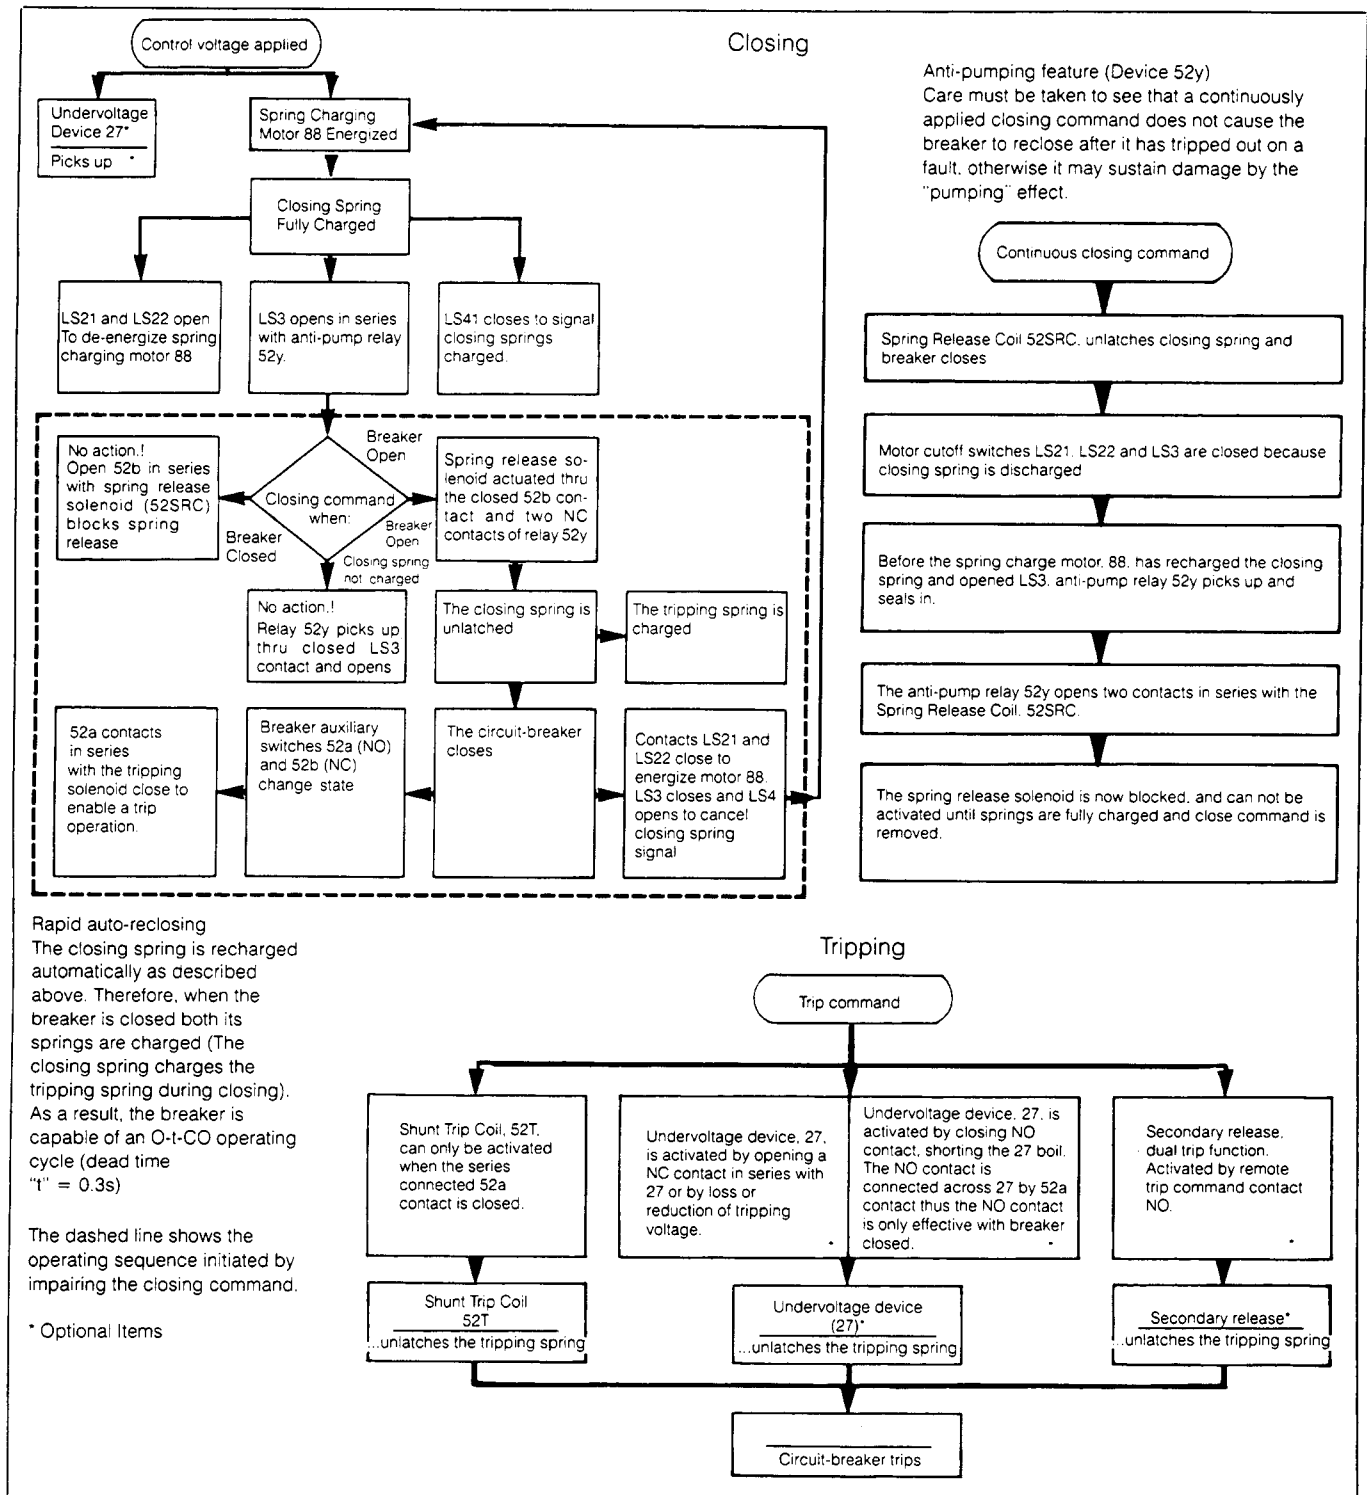 Closing
Control voltage applied
Undervoltage
Device 27*
Picks up *
Spring Charging
Motor 88 Energized
Closing Spring
Fully Charged
LS21 and LS22 open
To de-energize spring
charging motor 88
LS3 opens in series
with anti-pump relay
52y.
LS41 closes to signal
closing springs
charged.
No action.!
Open 52b in series
with spring release
solenoid (52SRC)
blocks spring
release
Closing command
when:
Breaker
Open
Breaker
Closed
Breaker
Open
Closing spring
not charged
Spring release so-
lenoid actuated thru
the closed 52b con-
tact and two NC
contacts of relay 52y
No action.!
Relay 52y picks up
thru closed LS3
contact and opens
The closing spring is
unlatched
The tripping spring is
charged
52a contacts
in series
with the tripping
solenoid close to
enable a trip
operation.
Breaker auxiliary
switches 52a (NO)
and 52b (NC)
change state
The circuit-breaker
closes
Contacts LS21 and
LS22 close to
energize motor 88.
LS3 closes and LS4
opens to cancel
closing spring
signal
Anti-pumping feature (Device 52y)
Care must be taken to see that a continuously
applied closing command does not cause the
breaker to reclose after it has tripped out on a
fault. otherwise it may sustain damage by the
"pumping" effect.
Continuous closing command
Spring Release Coil 52SRC. unlatches closing spring and
breaker closes
Motor cutoff switches LS21. LS22 and LS3 are closed because
closing spring is discharged
Before the spring charge motor. 88. has recharged the closing
spring and opened LS3. anti-pump relay 52y picks up and
seals in.
The anti-pump relay 52y opens two contacts in series with the
Spring Release Coil. 52SRC.
The spring release solenoid is now blocked, and can not be
activated until springs are fully charged and close command is
removed.
Rapid auto-reclosing
The closing spring is recharged
automatically as described
above. Therefore, when the
breaker is closed both its
springs are charged (The
closing spring charges the
tripping spring during closing).
As a result, the breaker is
capable of an O-t-CO operating
cycle (dead time
"t" = 0.3s)
The dashed line shows the
operating sequence initiated by
impairing the closing command.
* Optional Items
Tripping
Trip command
Shunt Trip Coil, 52T,
can only be activated
when the series
connected 52a
contact is closed.
Undervoltage device, 27,
is activated by opening a
NC contact in series with
27 or by loss or
reduction of tripping
voltage. *
Undervoltage device, 27, is
activated by closing NO
contact, shorting the 27 boil.
The NO contact is
connected across 27 by 52a
contact thus the NO contact
is only effective with breaker
closed. *
Secondary release,
dual trip function.
Activated by remote
trip command contact
NO. *
Shunt Trip Coil
52T
...unlatches the tripping spring
Undervoltage device
(27)*
...unlatches the tripping spring
Secondary release*
...unlatches the tripping spring
Circuit-breaker trips